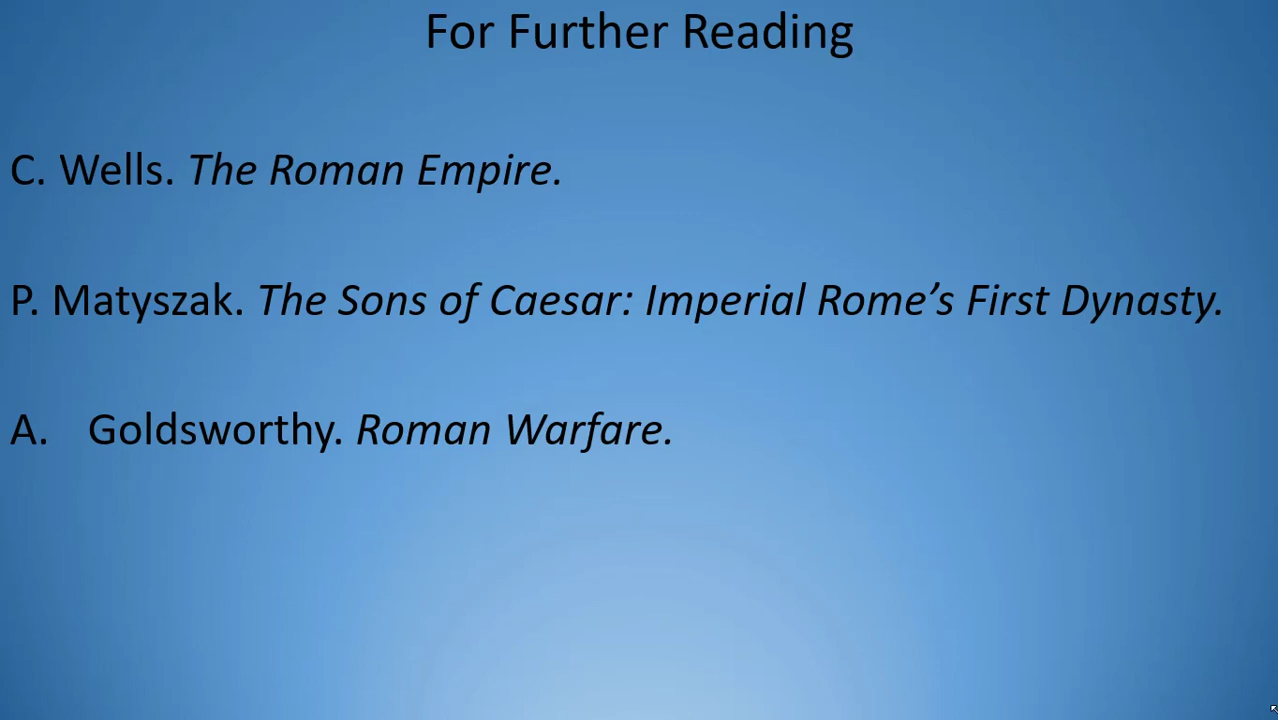 For Further Reading
C. Wells. The Roman Empire.
P. Matyszak. The Sons of Caesar: Imperial Rome’s First Dynasty.
A. Goldsworthy. Roman Warfare.